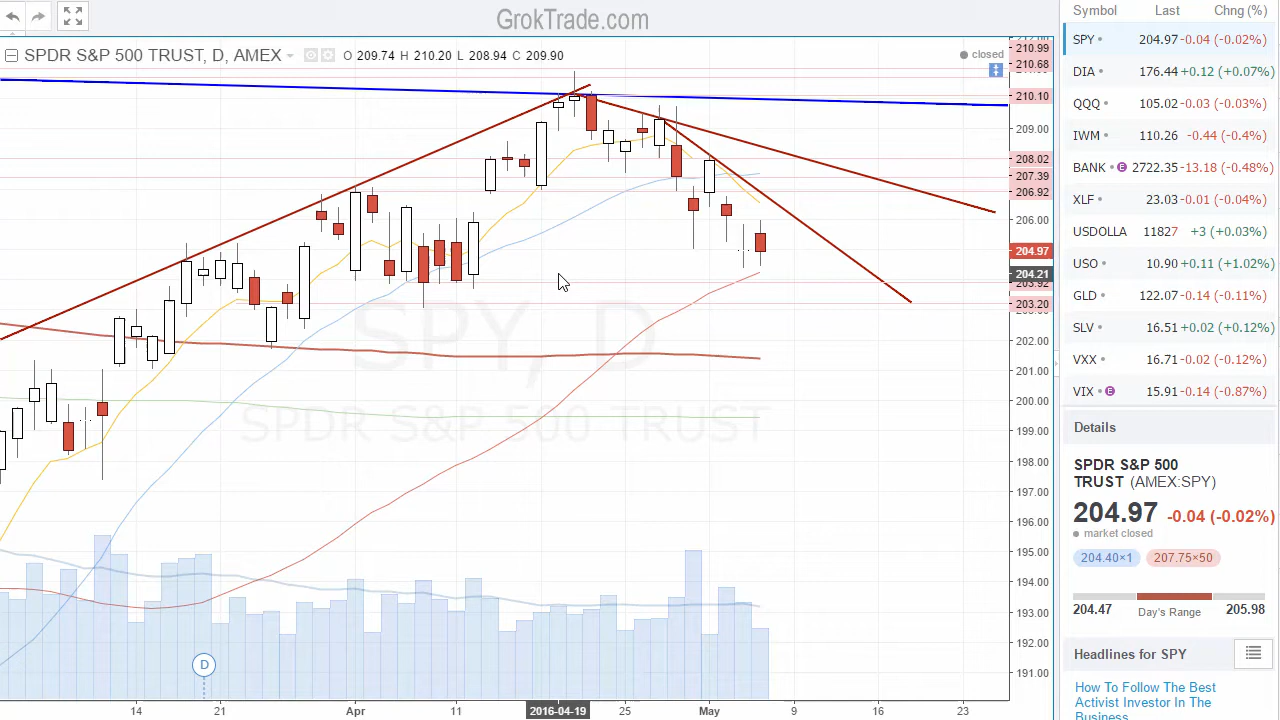 GrokTrade.com
SPDR S&P 500 TRUST, D, AMEX O 209.74 H 210.20 L 208.94 C 209.90
closed
SPY, D
SPDR S&P 500 TRUST
D
210.99
210.68
210.10
209.00
208.02
207.39
206.92
206.00
204.97
204.21
203.92
203.20
202.00
201.00
200.00
199.00
198.00
197.00
196.00
195.00
194.00
193.00
192.00
191.00
14 21 Apr 11 2016-04-19 25 May 9 16 23
Symbol Last Chng (%)
SPY 204.97 -0.04 (-0.02%)
DIA 176.44 +0.12 (+0.07%)
QQQ 105.02 -0.03 (-0.03%)
IWM 110.26 -0.44 (-0.4%)
BANK E 2722.35 -13.18 (-0.48%)
XLF 23.03 -0.01 (-0.04%)
USDOLLA 11827 +3 (+0.03%)
USO 10.90 +0.11 (+1.02%)
GLD 122.07 -0.14 (-0.11%)
SLV 16.51 +0.02 (+0.12%)
VXX 16.71 -0.02 (-0.12%)
VIX E 15.91 -0.14 (-0.87%)
Details
SPDR S&P 500
TRUST (AMEX:SPY)
204.97 -0.04 (-0.02%)
market closed
204.40×1 207.75×50
204.47 Day's Range 205.98
Headlines for SPY
How To Follow The Best
Activist Investor In The
Business